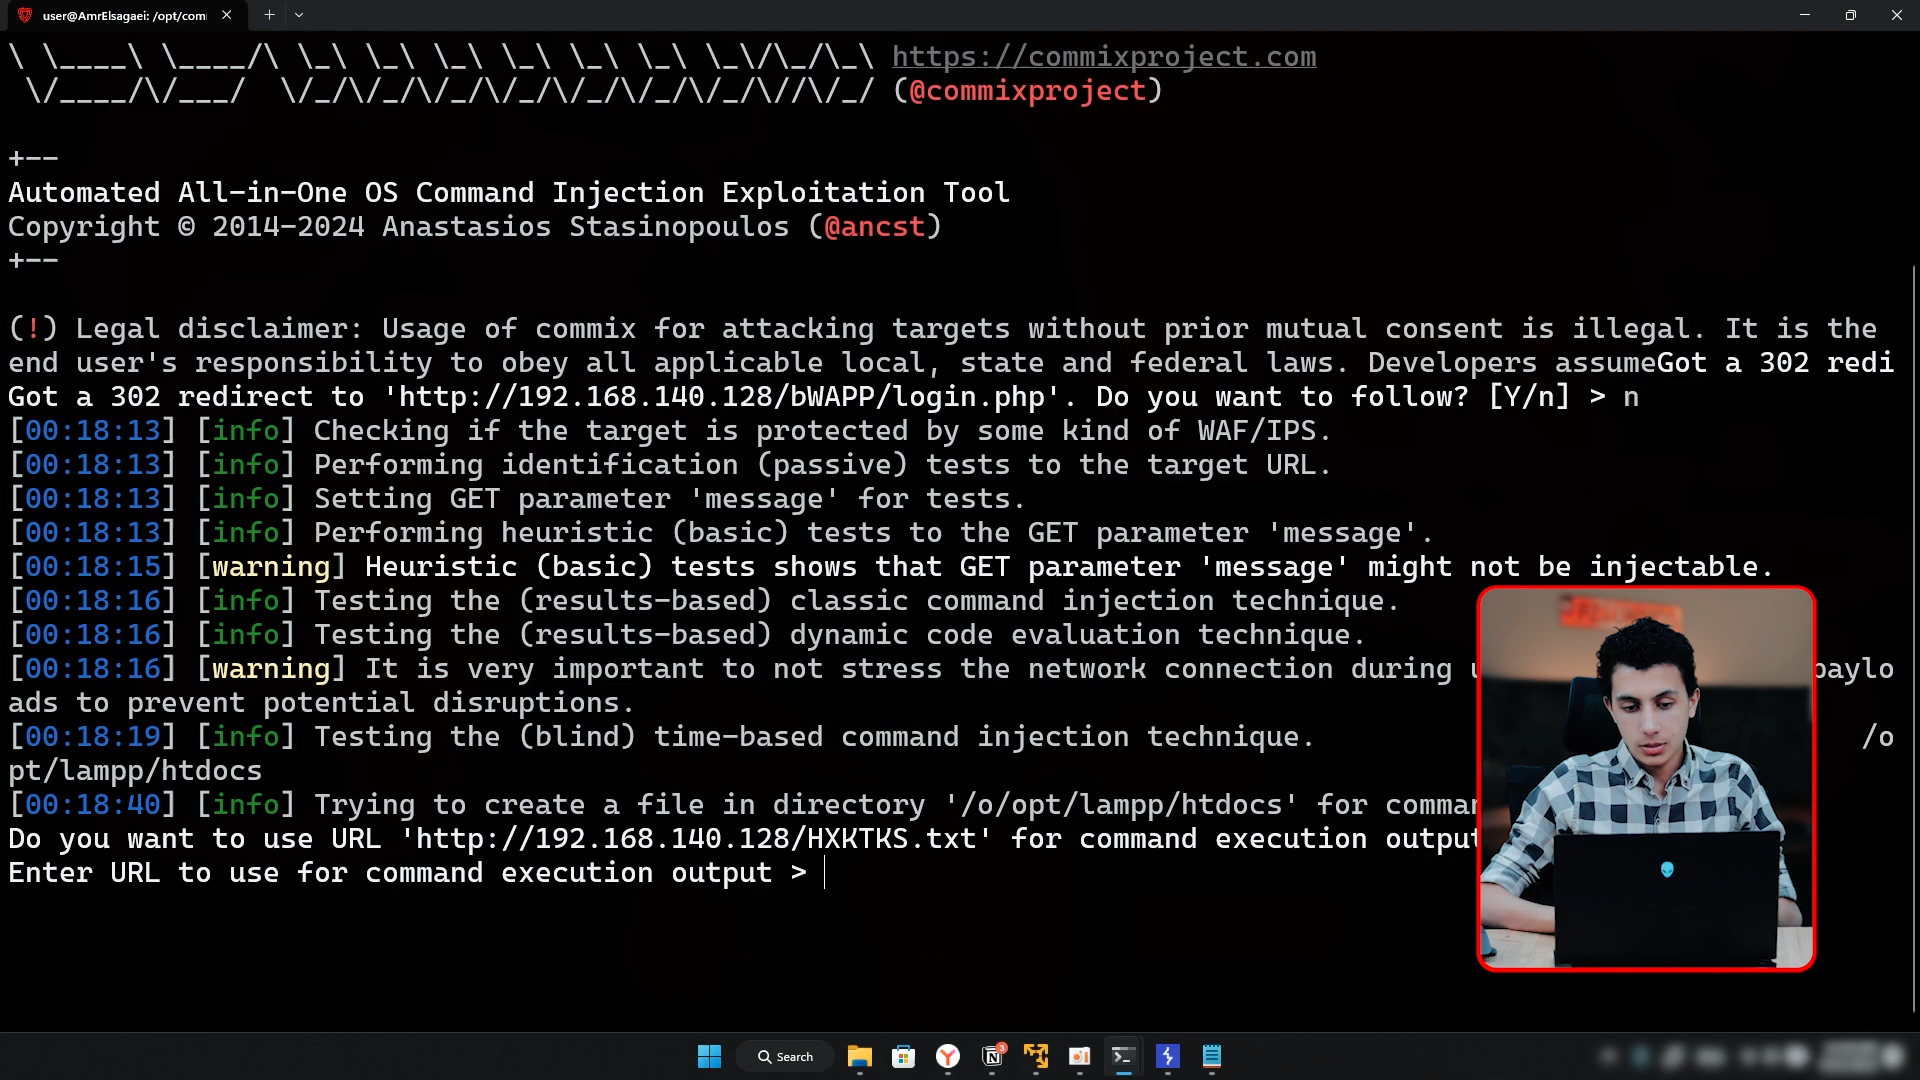 user@AmrElsagaei: /opt/com
https://commixproject.com
(@commixproject)
+--
Automated All-in-One OS Command Injection Exploitation Tool
Copyright © 2014-2024 Anastasios Stasinopoulos (@ancst)
+--
(!) Legal disclaimer: Usage of commix for attacking targets without prior mutual consent is illegal. It is the
end user's responsibility to obey all applicable local, state and federal laws. Developers assumeGot a 302 redi
Got a 302 redirect to 'http://192.168.140.128/bWAPP/login.php'. Do you want to follow? [Y/n] > n
[00:18:13] [info] Checking if the target is protected by some kind of WAF/IPS.
[00:18:13] [info] Performing identification (passive) tests to the target URL.
[00:18:13] [info] Setting GET parameter 'message' for tests.
[00:18:13] [info] Performing heuristic (basic) tests to the GET parameter 'message'.
[00:18:15] [warning] Heuristic (basic) tests shows that GET parameter 'message' might not be injectable.
[00:18:16] [info] Testing the (results-based) classic command injection technique.
[00:18:16] [info] Testing the (results-based) dynamic code evaluation technique.
[00:18:16] [warning] It is very important to not stress the network connection during paylo
ads to prevent potential disruptions.
[00:18:19] [info] Testing the (blind) time-based command injection technique. /o
pt/lampp/htdocs
[00:18:40] [info] Trying to create a file in directory '/o/opt/lampp/htdocs' for comman
Do you want to use URL 'http://192.168.140.128/HXKTKS.txt' for command execution output
Enter URL to use for command execution output >
Search